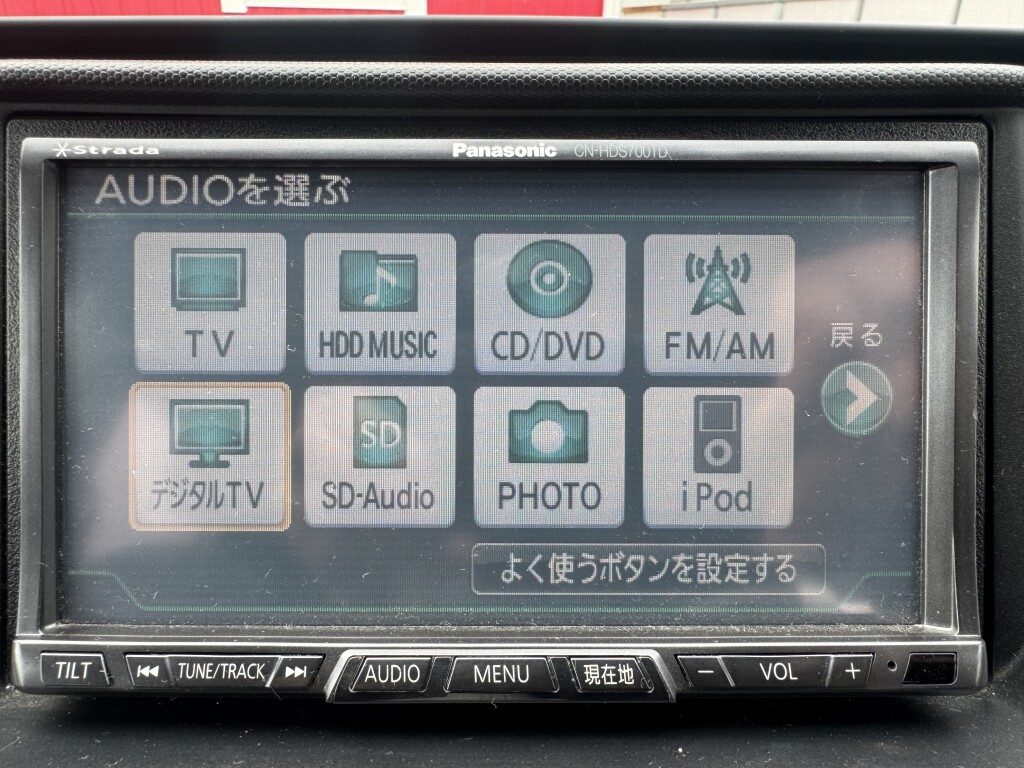 Strada
Panasonic CN-HDS700TD
AUDIOを選ぶ
TV
HDD MUSIC
CD/DVD
FM/AM
戻る
デジタルTV
SD
SD-Audio
PHOTO
iPod
よく使うボタンを設定する
TILT
TUNE/TRACK
AUDIO
MENU
現在地
− VOL +